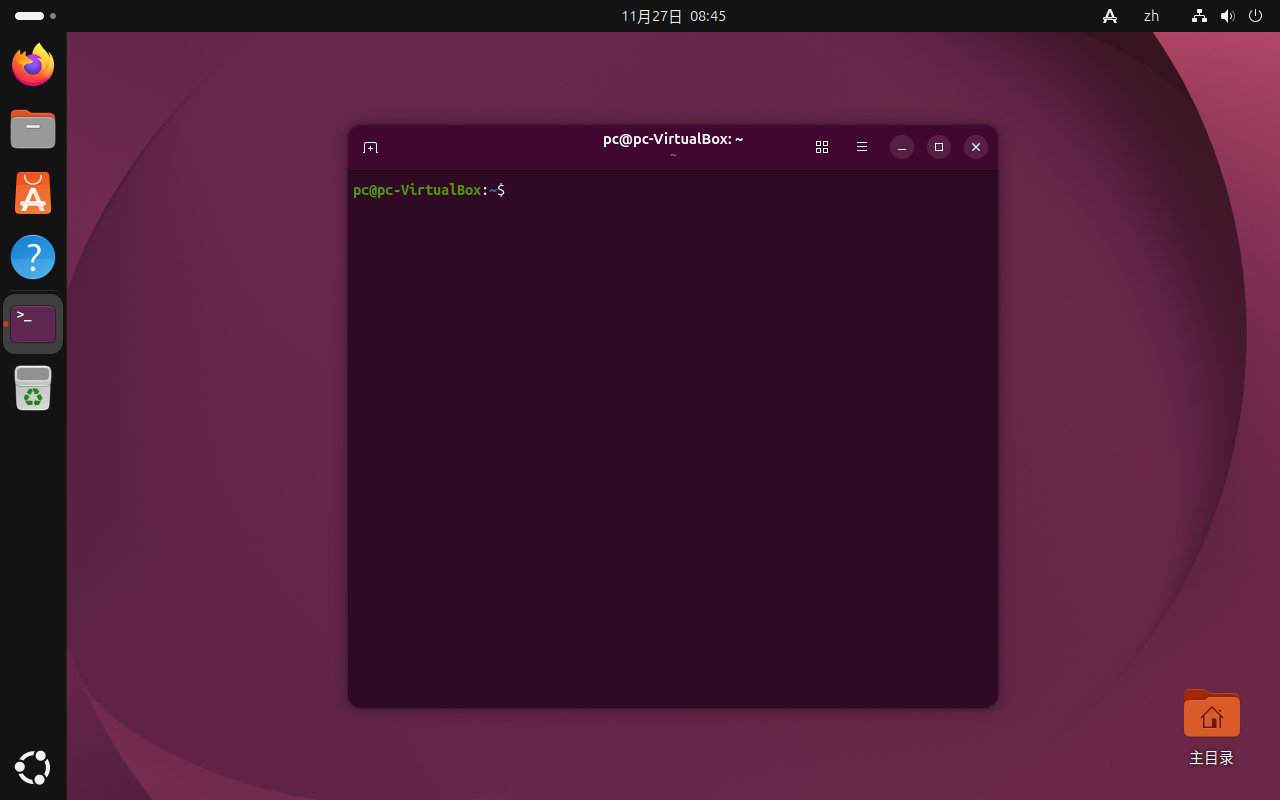 11月27日 08:45
zh
pc@pc-VirtualBox: ~
~
pc@pc-VirtualBox:~$
>_
?
主目录